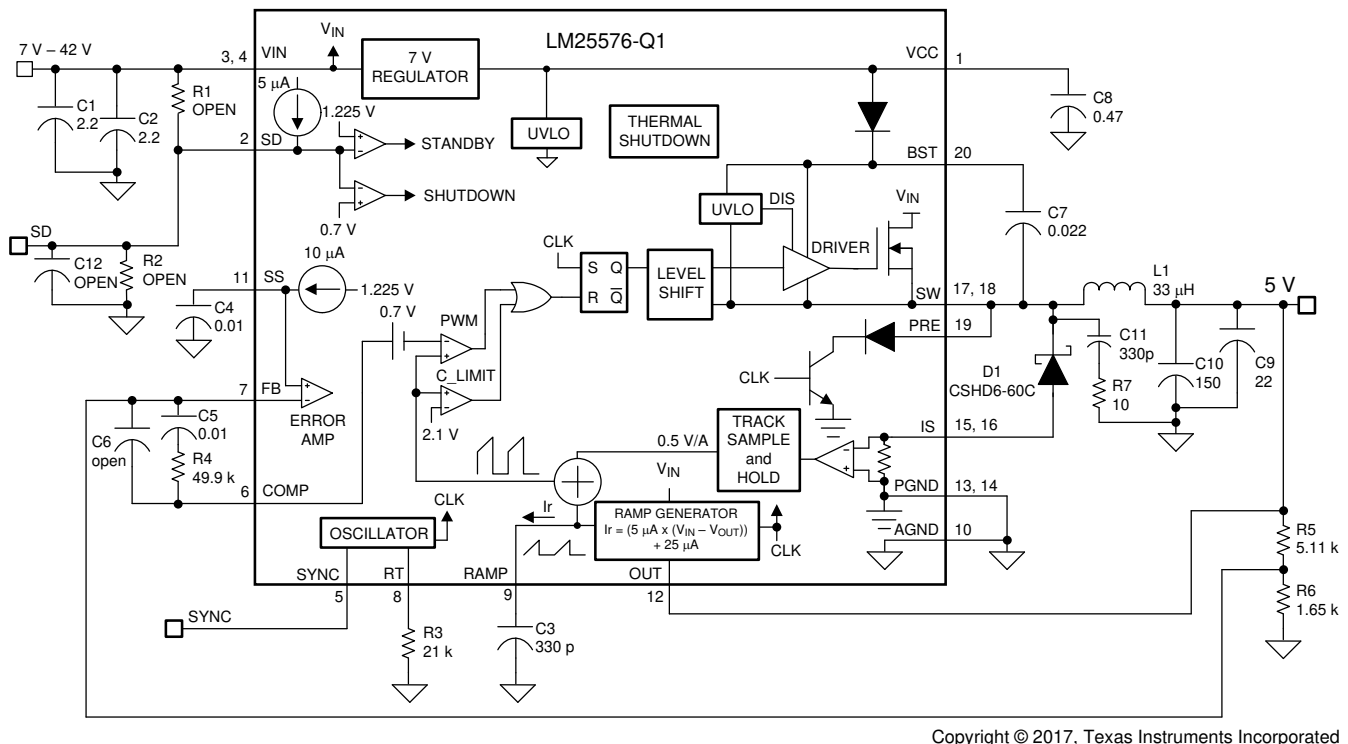 LM25576-Q1
7 V – 42 V
3, 4
VIN
VIN
7 V
REGULATOR
VCC
1
C1
2.2
C2
2.2
R1
OPEN
5 µA
1.225 V
2
SD
STANDBY
SHUTDOWN
0.7 V
UVLO
THERMAL
SHUTDOWN
C8
0.47
BST
20
UVLO
DIS
VIN
DRIVER
C7
0.022
SD
C12
OPEN
R2
OPEN
11
SS
10 µA
1.225 V
C4
0.01
CLK
S
Q
R
Q
LEVEL
SHIFT
SW
17, 18
L1
33 µH
5 V
PRE
19
0.7 V
PWM
C_LIMIT
2.1 V
CLK
D1
CSHD6-60C
C11
330p
R7
10
C10
150
C9
22
7
FB
ERROR
AMP
C6
open
C5
0.01
R4
49.9 k
6
COMP
IS
15, 16
TRACK
SAMPLE
and
HOLD
0.5 V/A
VIN
PGND
13, 14
AGND
10
Ir
RAMP GENERATOR
Ir = (5 µA x (VIN – VOUT))
+ 25 µA
CLK
CLK
OSCILLATOR
SYNC
RT
RAMP
OUT
5
8
9
12
SYNC
R3
21 k
C3
330 p
R5
5.11 k
R6
1.65 k
Copyright © 2017, Texas Instruments Incorporated